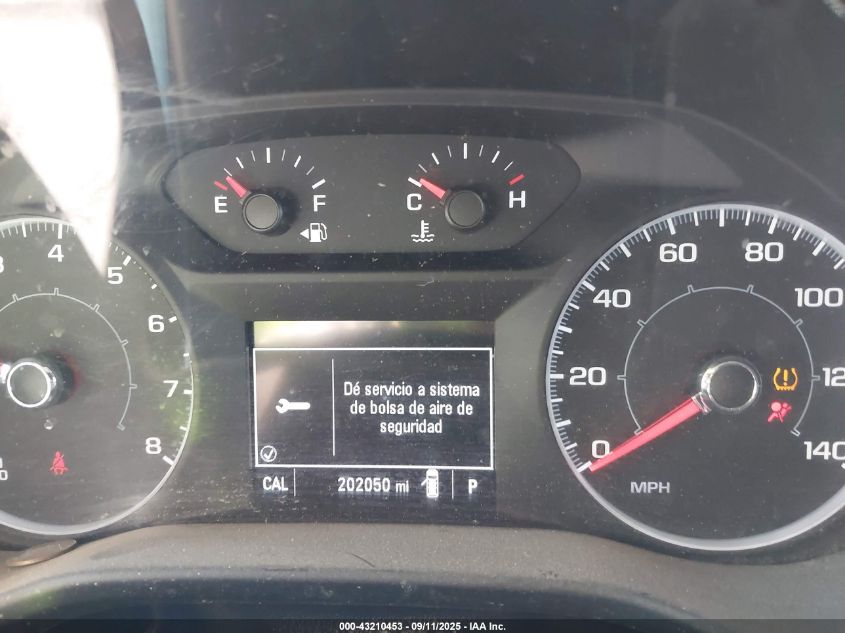 E F
C H
4 5 6 7 8
20 40 60 80 100 12
0 140
MPH
Dé servicio a sistema
de bolsa de aire de
seguridad
CAL 202050 mi P
000-43210453 - 09/11/2025 - IAA Inc.